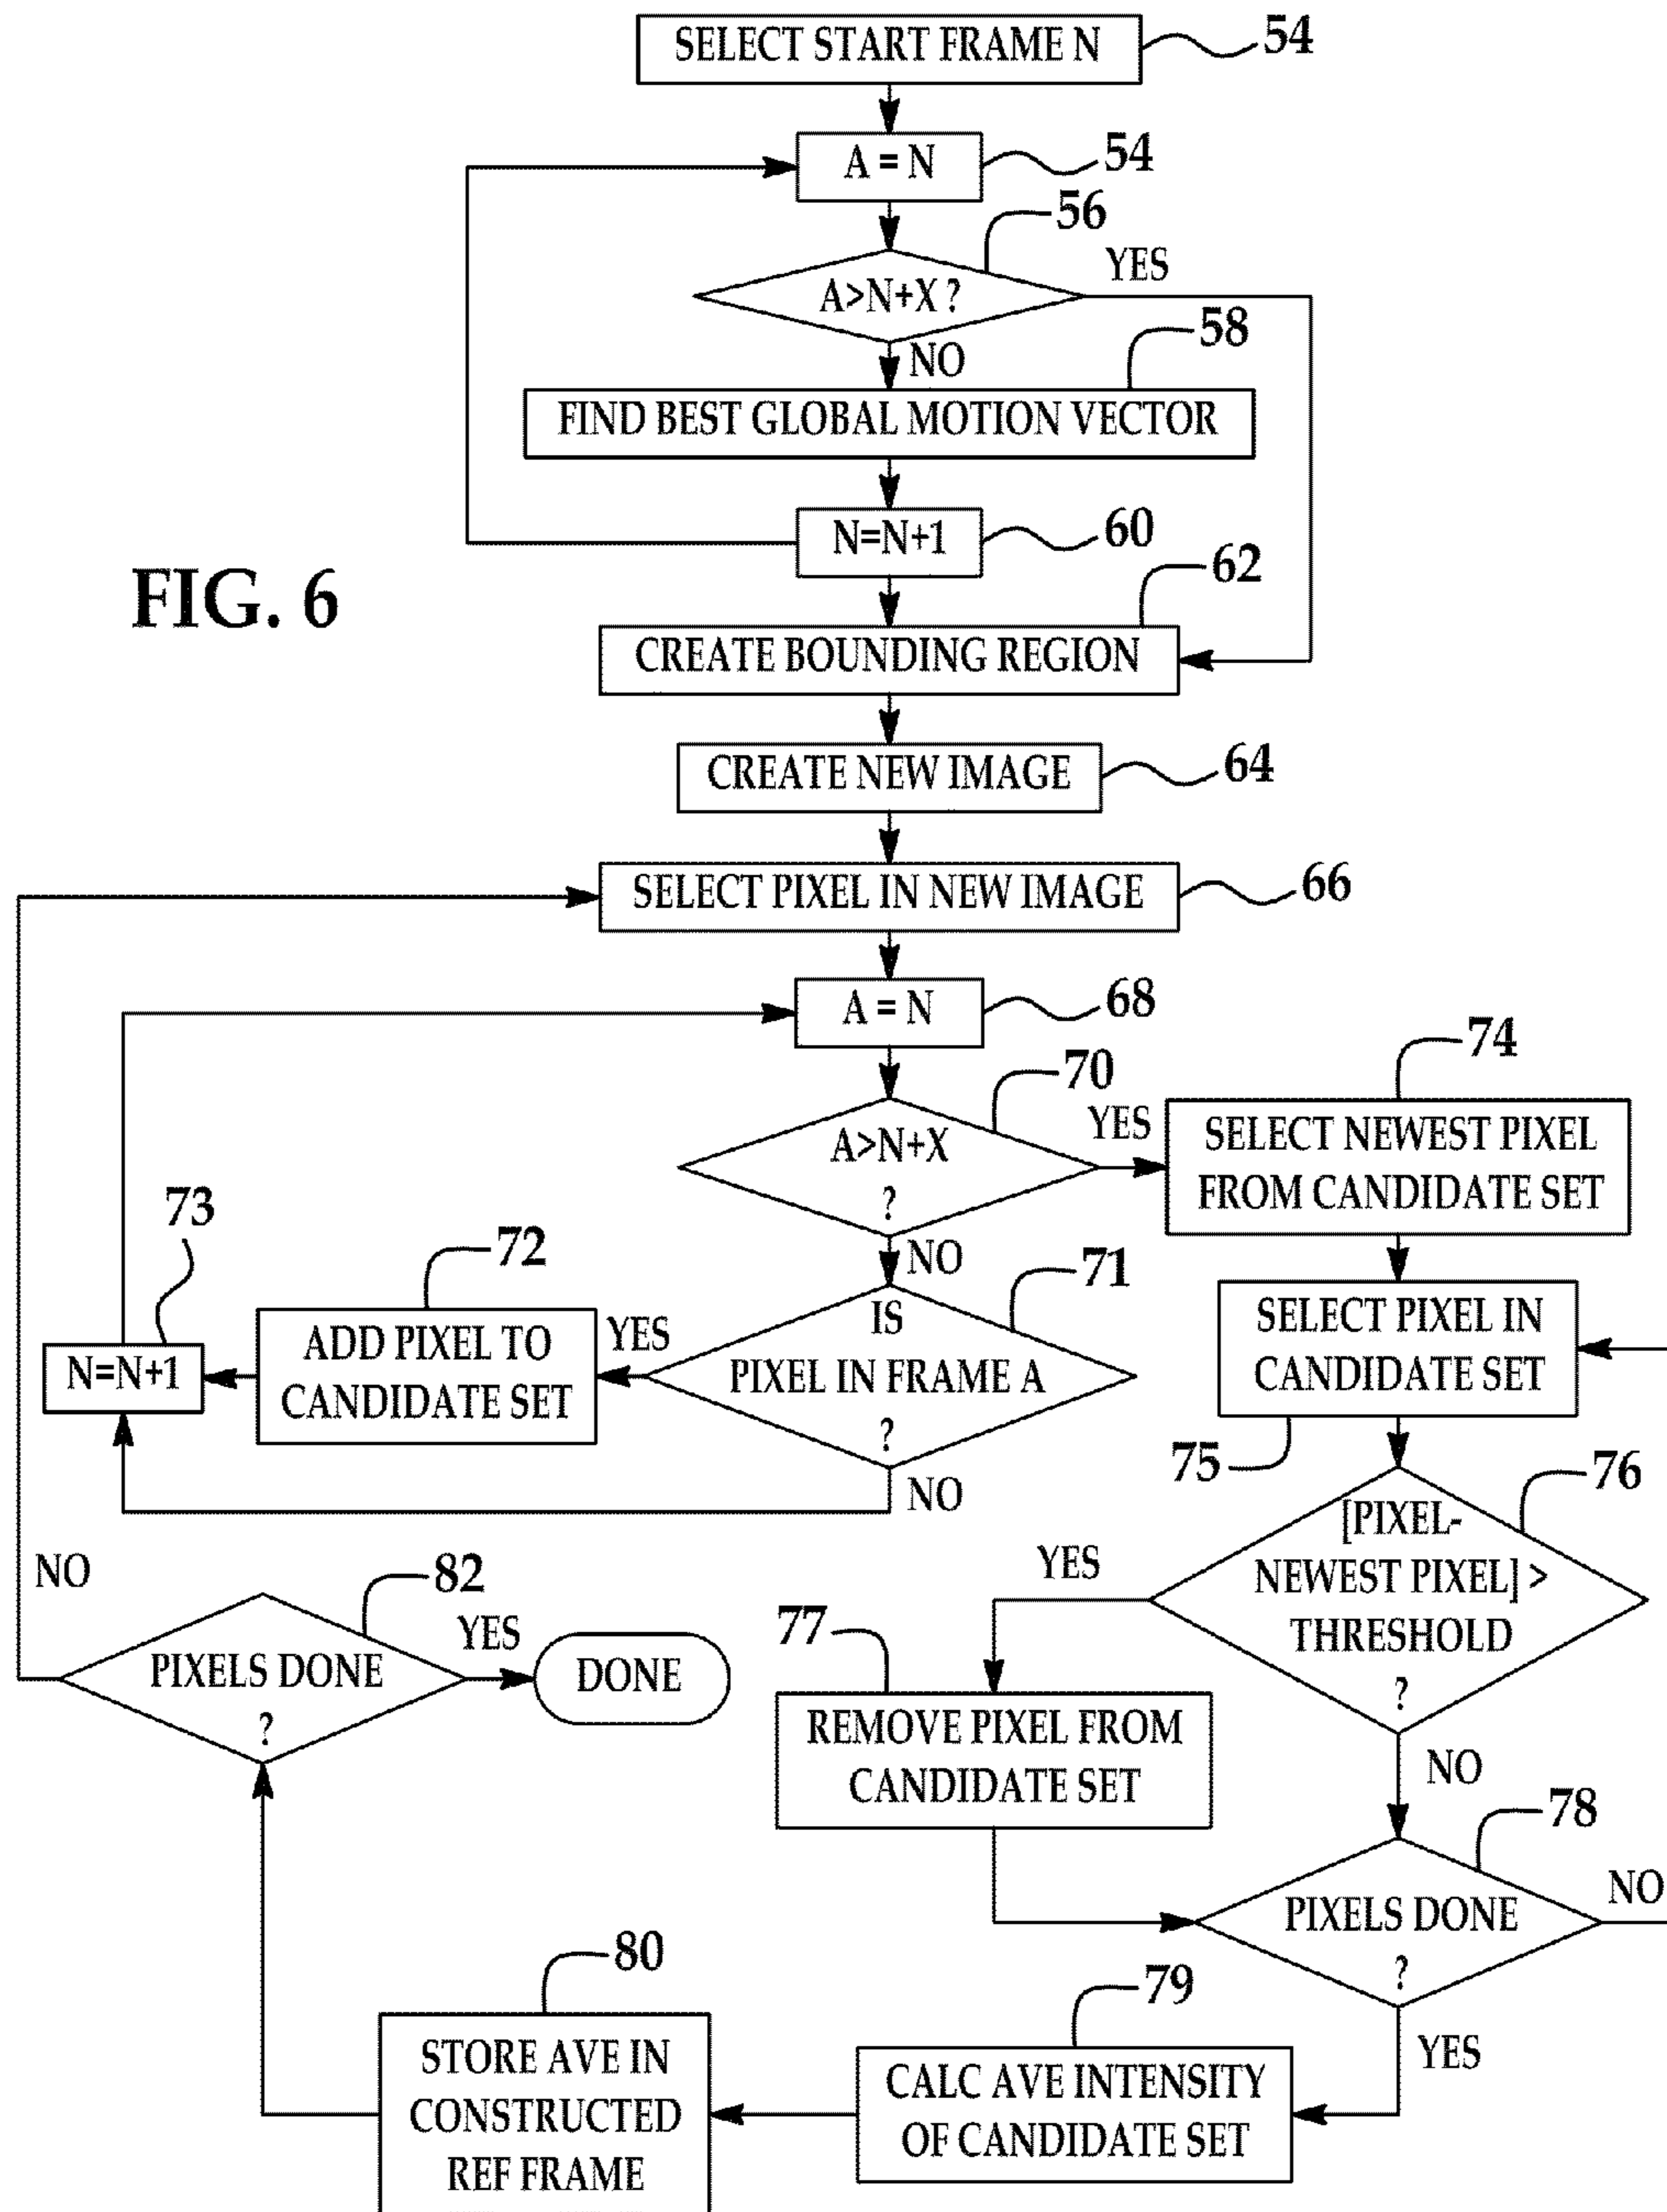 SELECT START FRAME N
54
A = N
54
56
A>N+X ?
YES
58
NO
FIND BEST GLOBAL MOTION VECTOR
N=N+1
60
FIG. 6
62
CREATE BOUNDING REGION
CREATE NEW IMAGE
64
SELECT PIXEL IN NEW IMAGE
66
A = N
68
70
A>N+X
?
YES
NO
74
SELECT NEWEST PIXEL
FROM CANDIDATE SET
71
IS
PIXEL IN FRAME A
?
YES
NO
72
ADD PIXEL TO
CANDIDATE SET
73
N=N+1
SELECT PIXEL IN
CANDIDATE SET
75
76
[PIXEL-
NEWEST PIXEL] >
THRESHOLD
?
YES
NO
77
REMOVE PIXEL FROM
CANDIDATE SET
78
PIXELS DONE
?
NO
YES
79
CALC AVE INTENSITY
OF CANDIDATE SET
80
STORE AVE IN
CONSTRUCTED
REF FRAME
82
PIXELS DONE
?
NO
YES
DONE